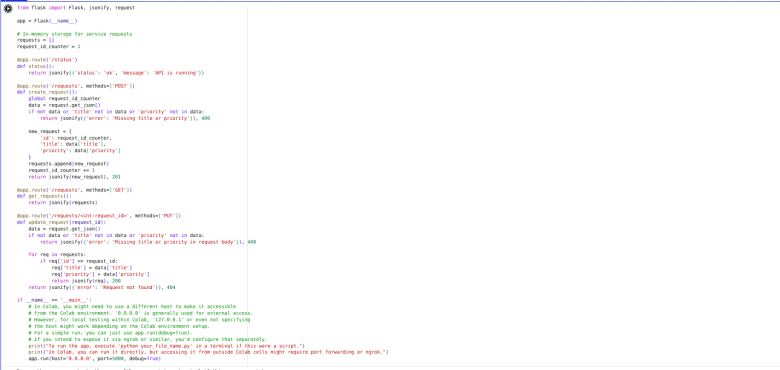 from flask import Flask, jsonify, request
app = Flask(__name__)
# In-memory storage for service requests
requests = []
request_id_counter = 1
@app.route('/status')
def status():
return jsonify({'status': 'ok', 'message': 'API is running'})
@app.route('/requests', methods=['POST'])
def create_request():
global request_id_counter
data = request.get_json()
if not data or 'title' not in data or 'priority' not in data:
return jsonify({'error': 'Missing title or priority'}), 400
new_request = {
'id': request_id_counter,
'title': data['title'],
'priority': data['priority']
}
requests.append(new_request)
request_id_counter += 1
return jsonify(new_request), 201
@app.route('/requests', methods=['GET'])
def get_requests():
return jsonify(requests)
@app.route('/requests/<int:request_id>', methods=['PUT'])
def update_request(request_id):
data = request.get_json()
if not data or 'title' not in data or 'priority' not in data:
return jsonify({'error': 'Missing title or priority in request body'}), 400
for req in requests:
if req['id'] == request_id:
req['title'] = data['title']
req['priority'] = data['priority']
return jsonify(req), 200
return jsonify({'error': 'Request not found'}), 404
if __name__ == '__main__':
# In Colab, you might need to use a different host to make it accessible
# from the Colab environment. '0.0.0.0' is generally used for external access.
# However, for local testing within Colab, '127.0.0.1' or even not specifying
# the host might work depending on the Colab environment setup.
# For a simple run, you can just use app.run(debug=True).
# If you intend to expose it via ngrok or similar, you'd configure that separately.
print("To run the app, execute 'python your_file_name.py' in a terminal if this were a script.")
print("In Colab, you can run it directly, but accessing it from outside Colab cells might require port forwarding or ngrok.")
app.run(host='0.0.0.0', port=5000, debug=True)